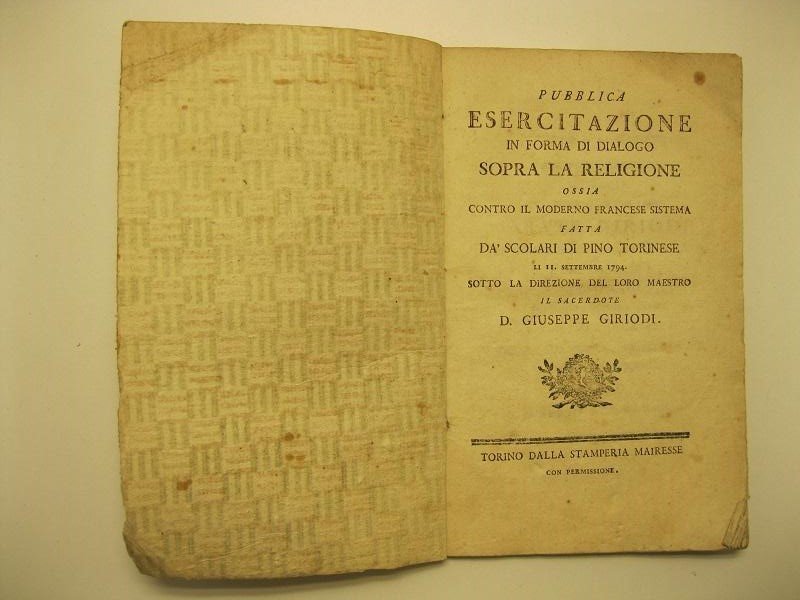 PUBBLICA
ESERCITAZIONE
IN FORMA DI DIALOGO
SOPRA LA RELIGIONE
OSSIA
CONTRO IL MODERNO FRANCESE SISTEMA
FATTA
DA' SCOLARI DI PINO TORINESE
LI 11. SETTEMBRE 1794.
SOTTO LA DIREZIONE DEL LORO MAESTRO
IL SACERDOTE
D. GIUSEPPE GIRIODI.
TORINO DALLA STAMPERIA MAIRESSE
CON PERMISSIONE.